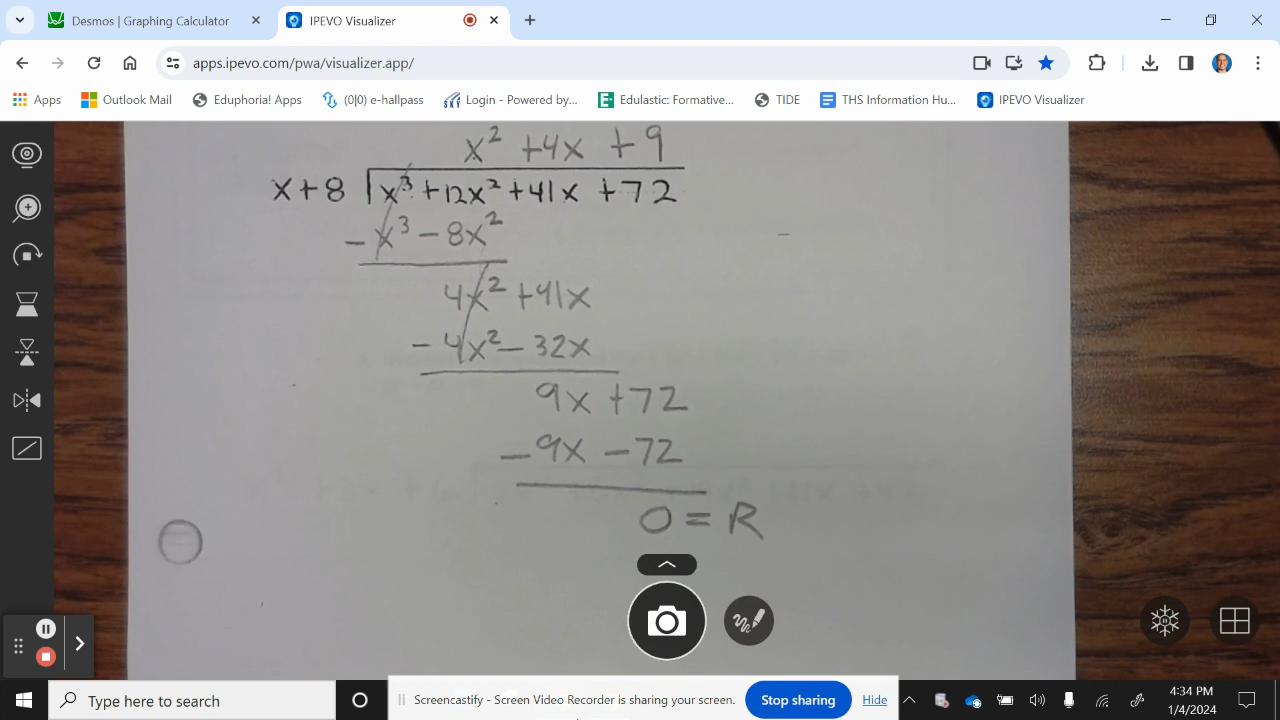 Desmos | Graphing Calculator
IPEVO Visualizer
apps.ipevo.com/pwa/visualizer.app/
Apps
Outlook Mail
Eduphoria! Apps
(0|0) e-hallpass
Login - Powered by...
Edulastic: Formative...
TIDE
THS Information Hu...
IPEVO Visualizer
x² +4x +9
x+8 x³ +12x² +41x +72
-x³ -8x²
4x² +41x
-4x² -32x
9x +72
-9x -72
0 = R
Type here to search
Screencastify - Screen Video Recorder is sharing your screen.
Stop sharing
Hide
4:34 PM
1/4/2024